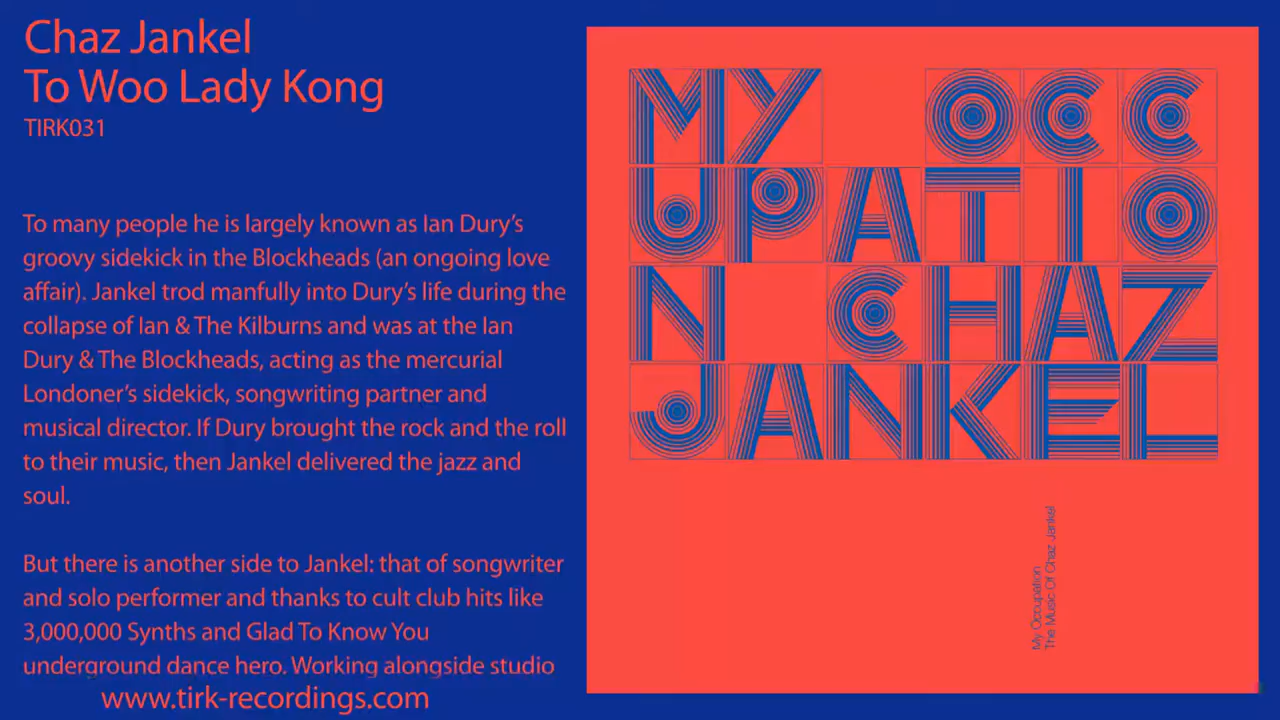 Chaz Jankel
To Woo Lady Kong
TIRK031
To many people he is largely known as Ian Dury’s
groovy sidekick in the Blockheads (an ongoing love
affair). Jankel trod manfully into Dury’s life during the
collapse of Ian & The Kilburns and was at the Ian
Dury & The Blockheads, acting as the mercurial
Londoner’s sidekick, songwriting partner and
musical director. If Dury brought the rock and the roll
to their music, then Jankel delivered the jazz and
soul.
But there is another side to Jankel: that of songwriter
and solo performer and thanks to cult club hits like
3,000,000 Synths and Glad To Know You
underground dance hero. Working alongside studio
www.tirk-recordings.com
MY OCC
UPATIO
N CHAZ
JANKEL
My Occupation
The Music Of Chaz Jankel